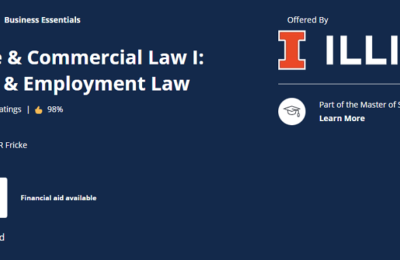 Business Essentials
Offered By
e & Commercial Law I:
& Employment Law
ILLI
atings | 👍 98%
Part of the Master of S
Learn More
R Fricke
Financial aid available
d